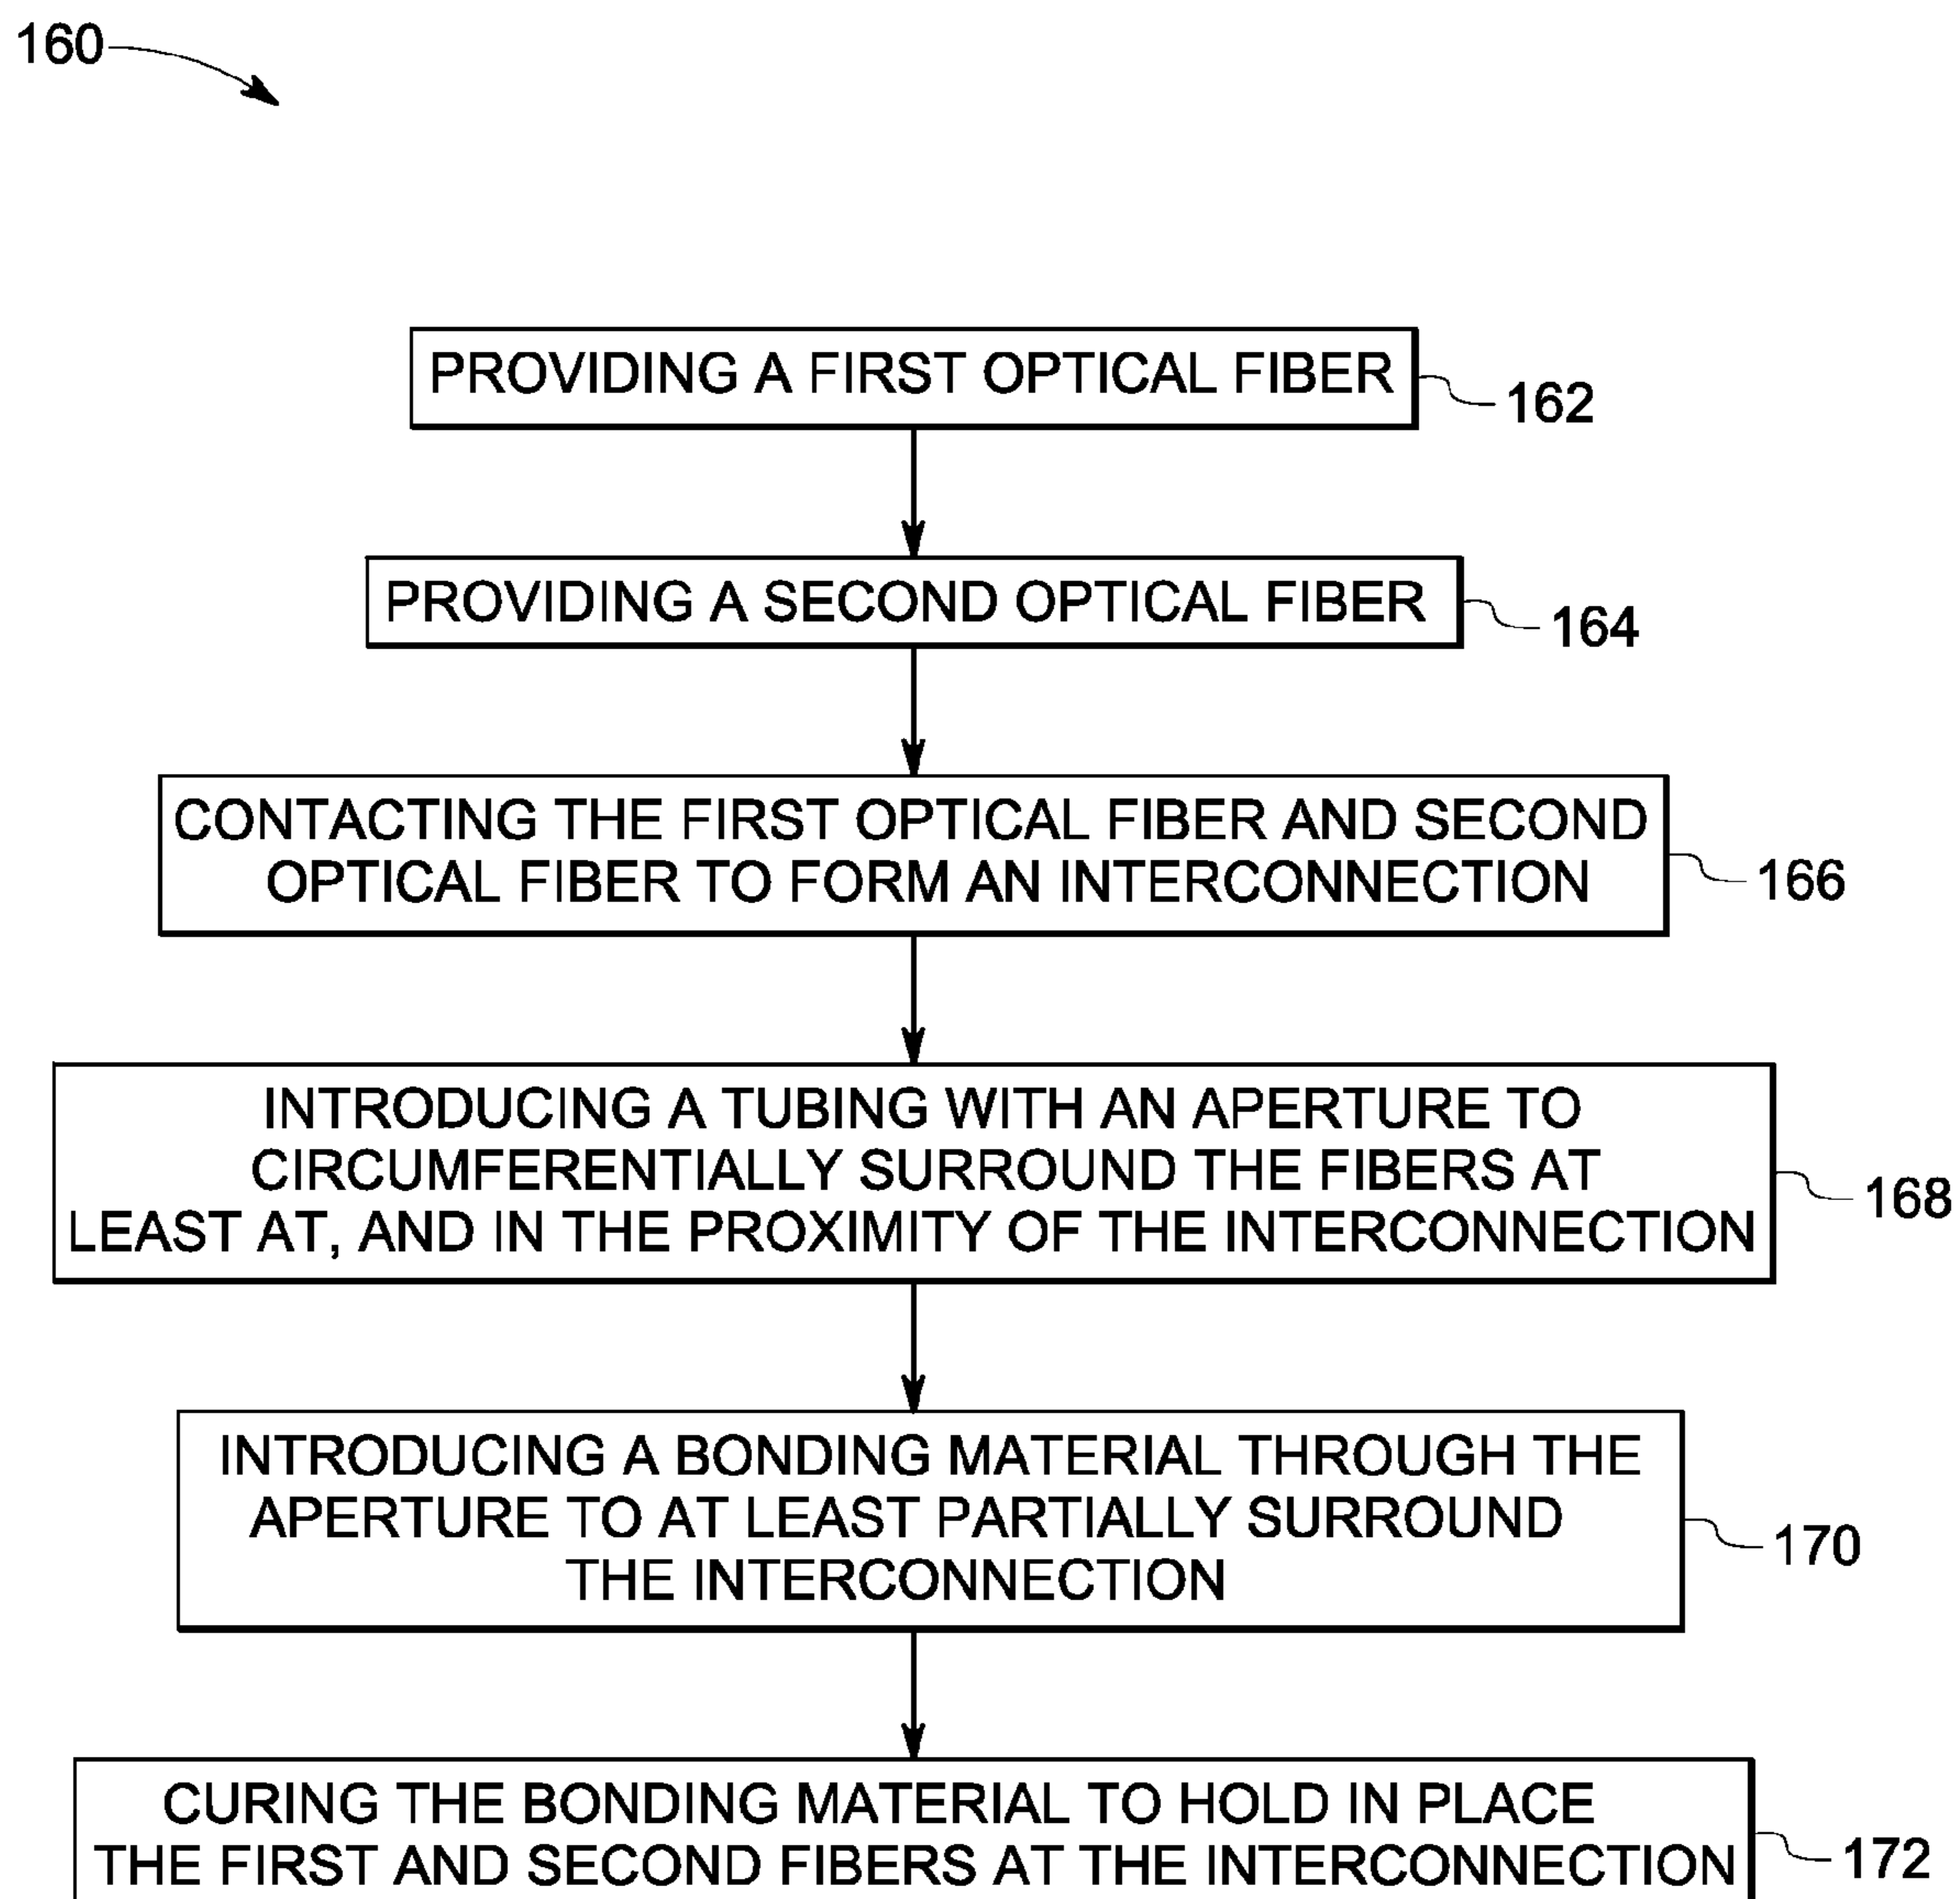 160
PROVIDING A FIRST OPTICAL FIBER
162
PROVIDING A SECOND OPTICAL FIBER
164
CONTACTING THE FIRST OPTICAL FIBER AND SECOND
OPTICAL FIBER TO FORM AN INTERCONNECTION
166
INTRODUCING A TUBING WITH AN APERTURE TO
CIRCUMFERENTIALLY SURROUND THE FIBERS AT
LEAST AT, AND IN THE PROXIMITY OF THE INTERCONNECTION
168
INTRODUCING A BONDING MATERIAL THROUGH THE
APERTURE TO AT LEAST PARTIALLY SURROUND
THE INTERCONNECTION
170
CURING THE BONDING MATERIAL TO HOLD IN PLACE
THE FIRST AND SECOND FIBERS AT THE INTERCONNECTION
172